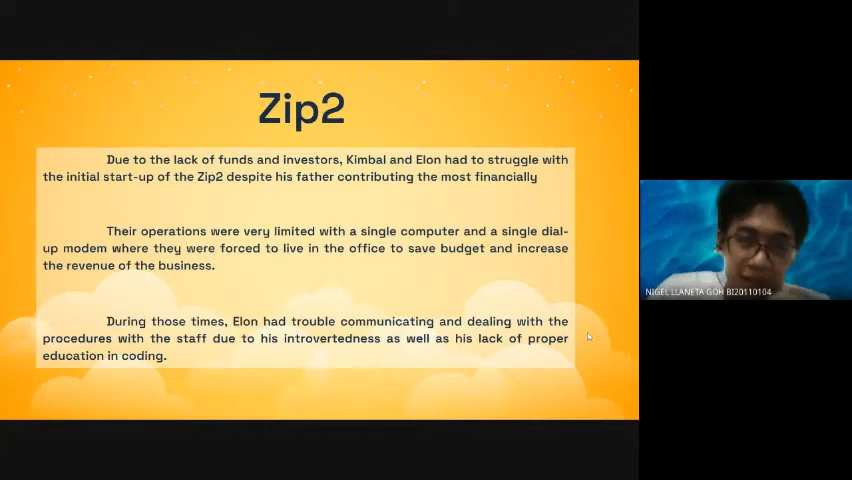 Zip2
Due to the lack of funds and investors, Kimbal and Elon had to struggle with
the initial start-up of the Zip2 despite his father contributing the most financially
Their operations were very limited with a single computer and a single dial-
up modem where they were forced to live in the office to save budget and increase
the revenue of the business.
During those times, Elon had trouble communicating and dealing with the
procedures with the staff due to his introvertedness as well as his lack of proper
education in coding.
NIGEL LLANETA GOH BI20110104